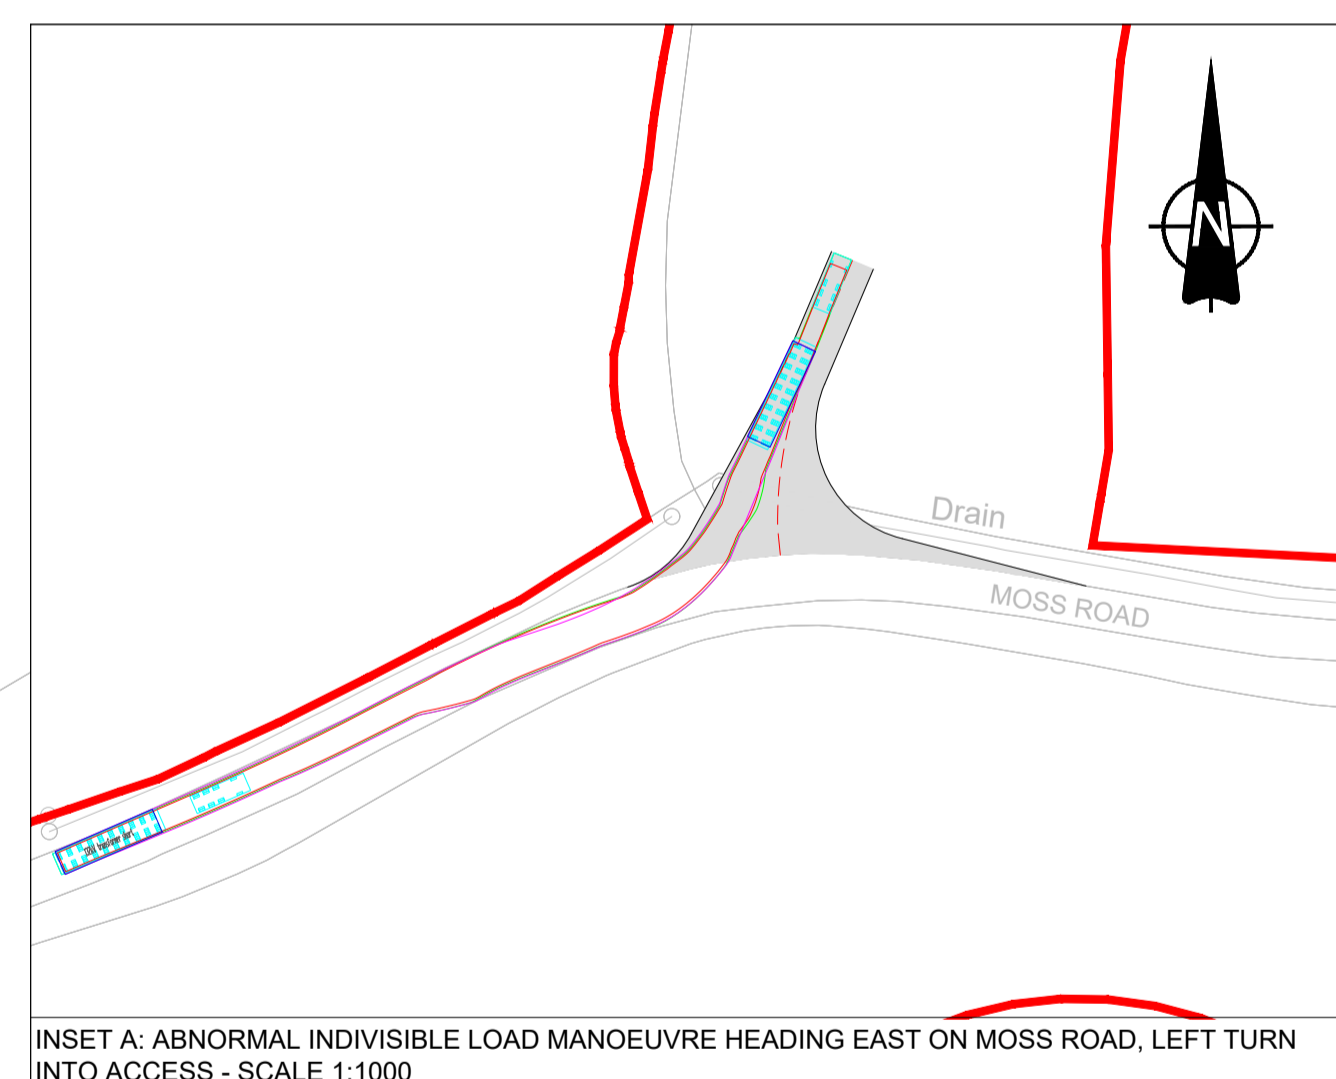 N
Drain
MOSS ROAD
INSET A: ABNORMAL INDIVISIBLE LOAD MANOEUVRE HEADING EAST ON MOSS ROAD, LEFT TURN
INTO ACCESS - SCALE 1:1000